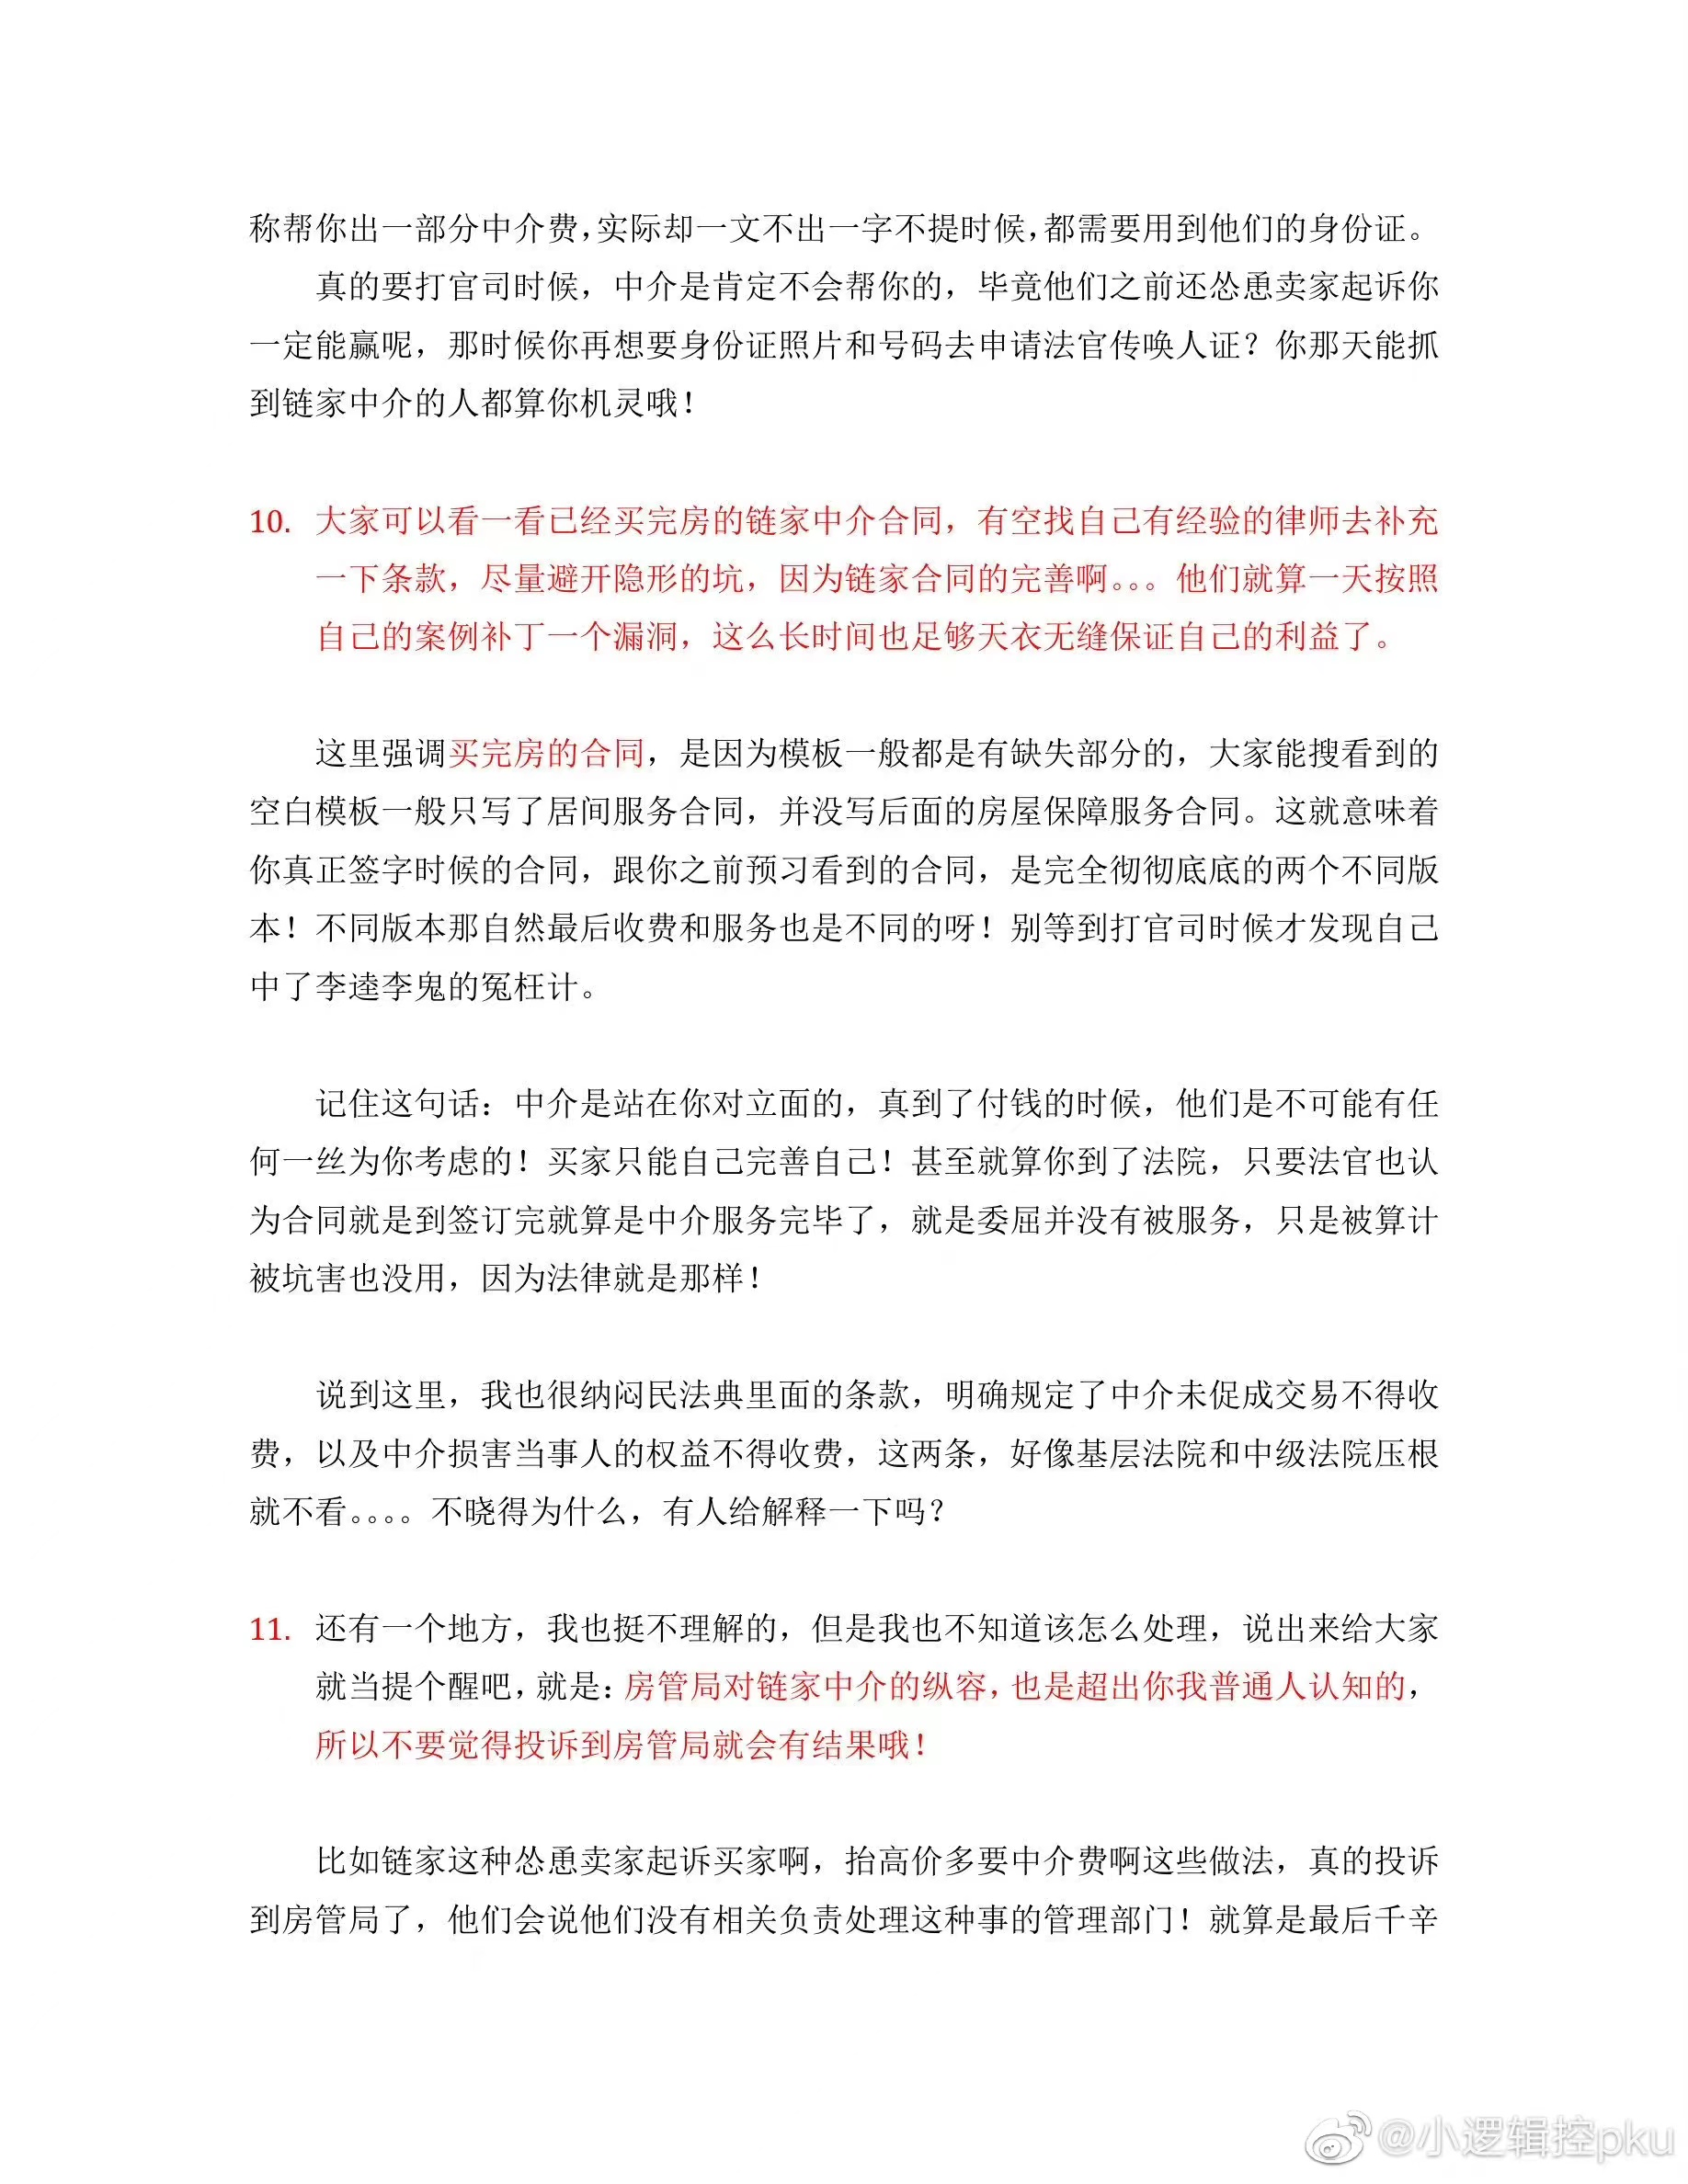 称帮你出一部分中介费，实际却一文不出一字不提时候，都需要用到他们的身份证。
真的要打官司时候，中介是肯定不会帮你的，毕竟他们之前还怂恿卖家起诉你
一定能赢呢，那时候你再想要身份证照片和号码去申请法官传唤人证？你那天能抓
到链家中介的人都算你机灵哦！
10. 大家可以看一看已经买完房的链家中介合同，有空找自己有经验的律师去补充
一下条款，尽量避开隐形的坑，因为链家合同的完善啊。。。他们就算一天按照
自己的案例补丁一个漏洞，这么长时间也足够天衣无缝保证自己的利益了。
这里强调买完房的合同，是因为模板一般都是有缺失部分的，大家能搜看到的
空白模板一般只写了居间服务合同，并没写后面的房屋保障服务合同。这就意味着
你真正签字时候的合同，跟你之前预习看到的合同，是完全彻彻底底的两个不同版
本！不同版本那自然最后收费和服务也是不同的呀！别等到打官司时候才发现自己
中了李逵李鬼的冤枉计。
记住这句话：中介是站在你对立面的，真到了付钱的时候，他们是不可能有任
何一丝为你考虑的！买家只能自己完善自己！甚至就算你到了法院，只要法官也认
为合同就是到签订完就算是中介服务完毕了，就是委屈并没有被服务，只是被算计
被坑害也没用，因为法律就是那样！
说到这里，我也很纳闷民法典里面的条款，明确规定了中介未促成交易不得收
费，以及中介损害当事人的权益不得收费，这两条，好像基层法院和中级法院压根
就不看。。。。不晓得为什么，有人给解释一下吗？
11. 还有一个地方，我也挺不理解的，但是我也不知道该怎么处理，说出来给大家
就当提个醒吧，就是：房管局对链家中介的纵容，也是超出你我普通人认知的，
所以不要觉得投诉到房管局就会有结果哦！
比如链家这种怂恿卖家起诉买家啊，抬高价多要中介费啊这些做法，真的投诉
到房管局了，他们会说他们没有相关负责处理这种事的管理部门！就算是最后千辛
@小逻辑控pku